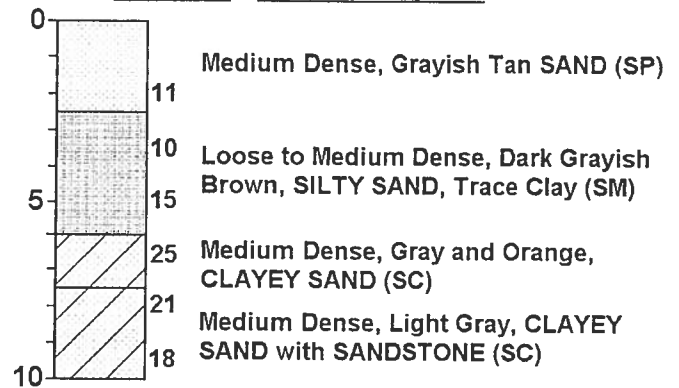 0
Medium Dense, Grayish Tan SAND (SP)
11
10
Loose to Medium Dense, Dark Grayish
Brown, SILTY SAND, Trace Clay (SM)
5
15
25
Medium Dense, Gray and Orange,
CLAYEY SAND (SC)
21
Medium Dense, Light Gray, CLAYEY
SAND with SANDSTONE (SC)
18
10